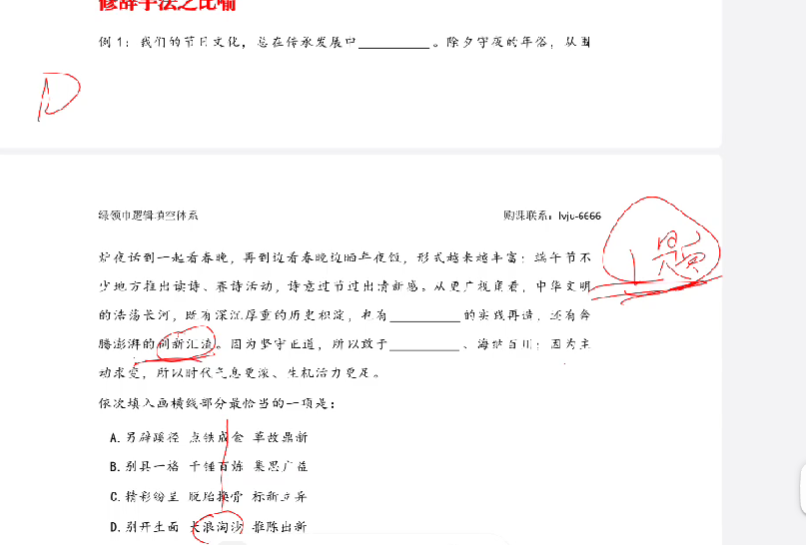 修辞手法之比喻
例 1：我们的节日文化，总在传承发展中________。除夕守夜的年俗，从围
D
绿领巾逻辑填空体系 购课联系：lvju-6666
1题
炉夜话到一起看春晚，再到边看春晚边晒年夜饭，形式越来越丰富；端午节不
少地方推出读诗、赛诗活动，诗意过节过出清新感。从更广视角看，中华文明
的浩荡长河，既有深沉厚重的历史积淀，也有________的实践再造，还有奔
腾澎湃的创新汇流。因为坚守正道，所以敢于________、海纳百川；因为主
动求变，所以时代气息更浓、生机活力更足。
依次填入画横线部分最恰当的一项是：
A. 另辟蹊径 点铁成金 革故鼎新
B. 别具一格 千锤百炼 集思广益
C. 精彩纷呈 脱胎换骨 标新立异
D. 别开生面 大浪淘沙 推陈出新